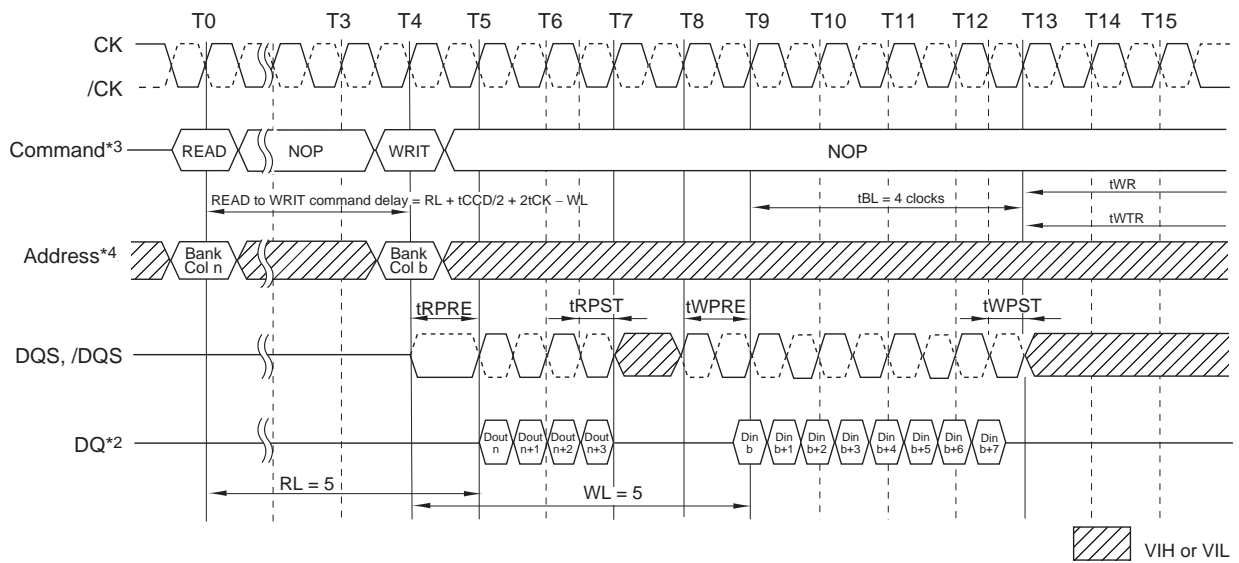 T0 T3 T4 T5 T6 T7 T8 T9 T10 T11 T12 T13 T14 T15
CK
/CK
Command*3 READ NOP WRIT NOP
READ to WRIT command delay = RL + tCCD/2 + 2tCK – WL
tBL = 4 clocks
tWR
tWTR
Address*4
Bank
Col n
Bank
Col b
tRPRE tRPST tWPRE tWPST
DQS, /DQS
DQ*2
Dout
n
Dout
n+1
Dout
n+2
Dout
n+3
Din
b
Din
b+1
Din
b+2
Din
b+3
Din
b+4
Din
b+5
Din
b+6
Din
b+7
RL = 5
WL = 5
VIH or VIL